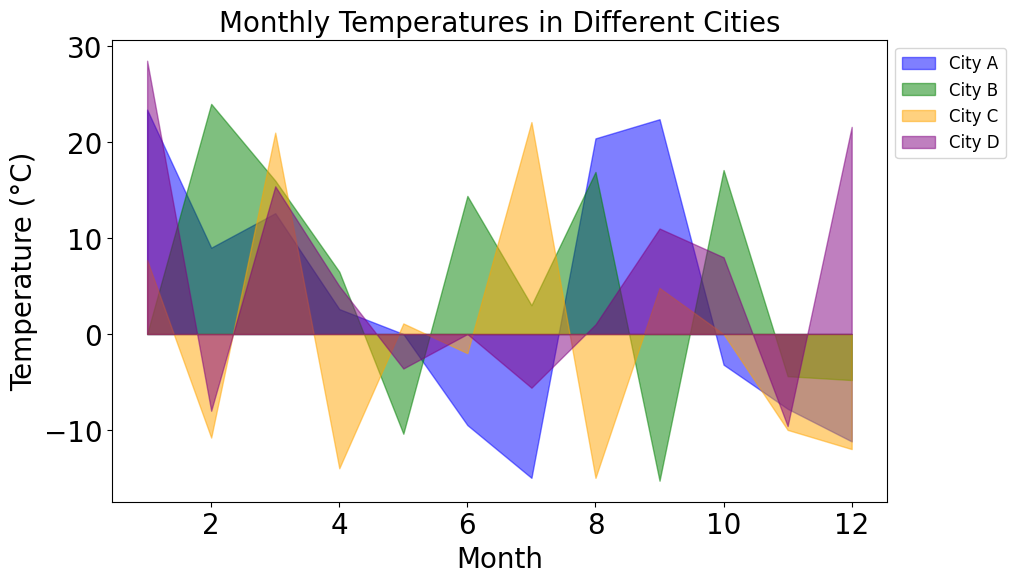 Monthly Temperatures in Different Cities
30
20
10
0
−10
Temperature (°C)
2 4 6 8 10 12
Month
City A
City B
City C
City D